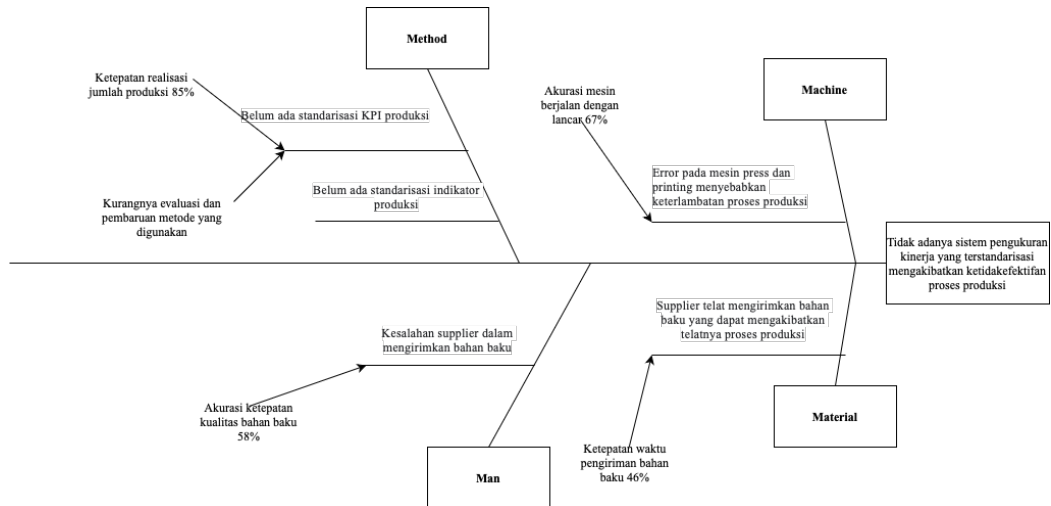 Method
Ketepatan realisasi
jumlah produksi 85%
Belum ada standarisasi KPI produksi
Kurangnya evaluasi dan
pembaruan metode yang
digunakan
Belum ada standarisasi indikator
produksi
Machine
Akurasi mesin
berjalan dengan
lancar 67%
Error pada mesin press dan
printing menyebabkan
keterlambatan proses produksi
Tidak adanya sistem pengukuran
kinerja yang terstandarisasi
mengakibatkan ketidakefektifan
proses produksi
Kesalahan supplier dalam
mengirimkan bahan baku
Akurasi ketepatan
kualitas bahan baku
58%
Man
Supplier telat mengirimkan bahan
baku yang dapat mengakibatkan
telatnya proses produksi
Ketepatan waktu
pengiriman bahan
baku 46%
Material